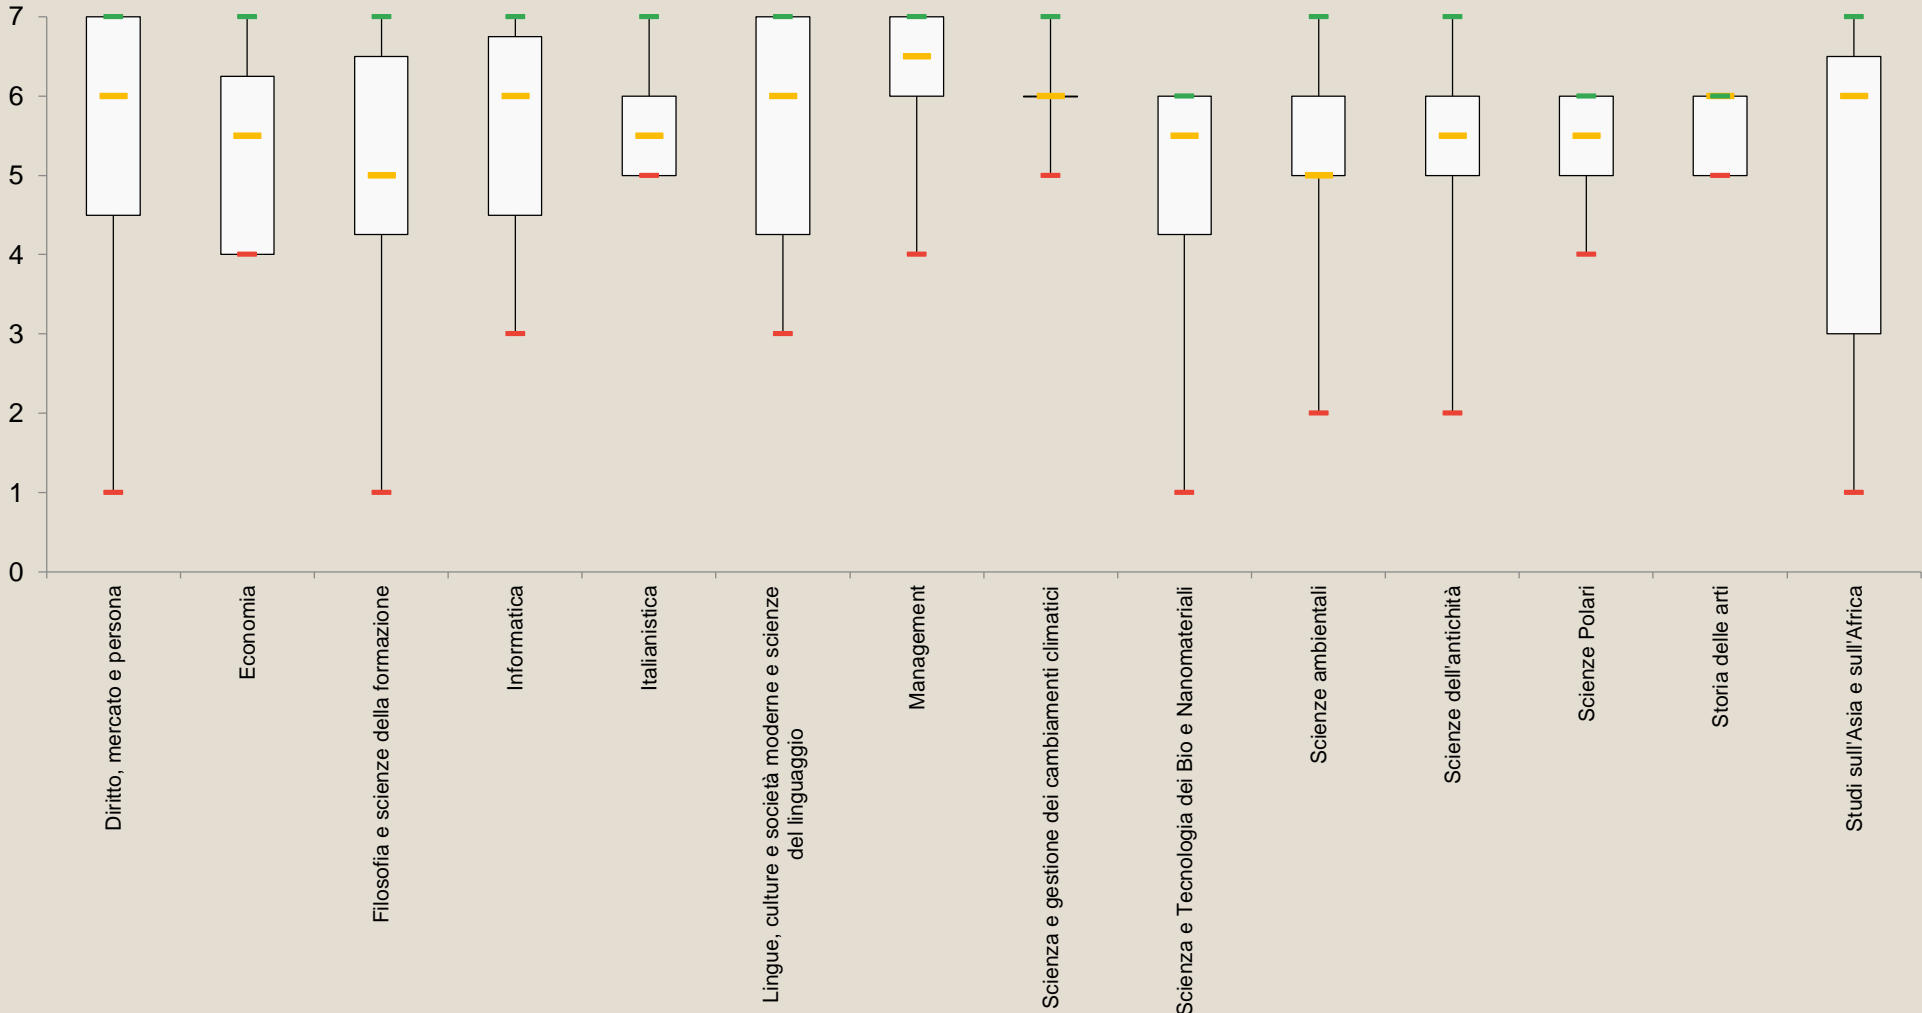 7
6
5
4
3
2
1
0
Diritto, mercato e persona
Economia
Filosofia e scienze della formazione
Informatica
Italianistica
Lingue, culture e società moderne e scienze
del linguaggio
Management
Scienza e gestione dei cambiamenti climatici
Scienza e Tecnologia dei Bio e Nanomateriali
Scienze ambientali
Scienze dell'antichità
Scienze Polari
Storia delle arti
Studi sull'Asia e sull'Africa